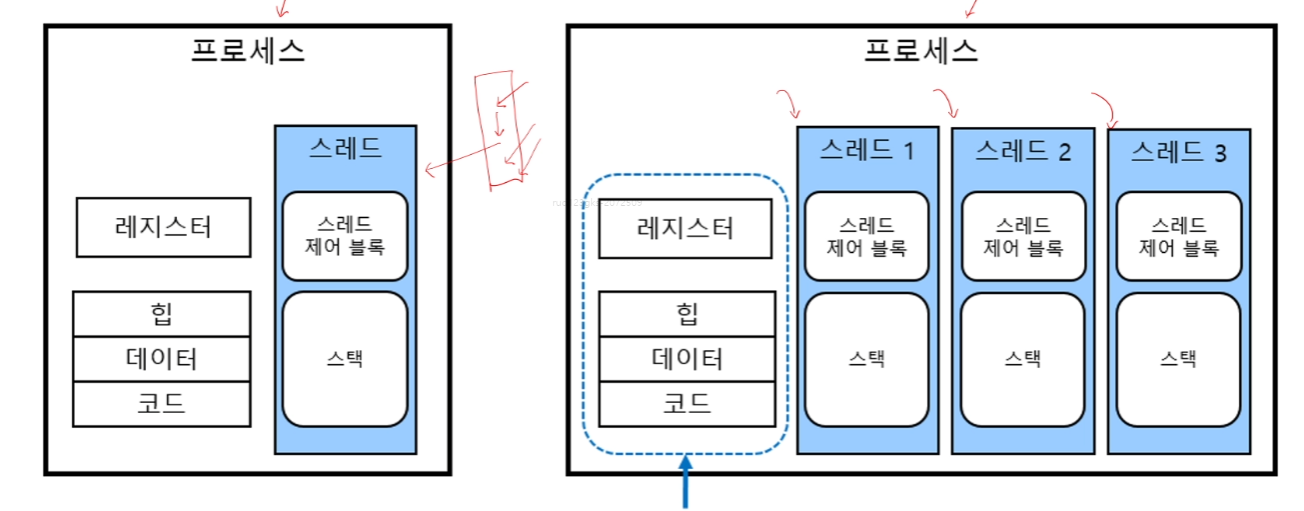 프로세스
스레드
레지스터
스레드
제어 블록
힙
데이터
코드
스택
프로세스
스레드 1
스레드 2
스레드 3
레지스터
스레드
제어 블록
스레드
제어 블록
스레드
제어 블록
힙
데이터
코드
스택
스택
스택